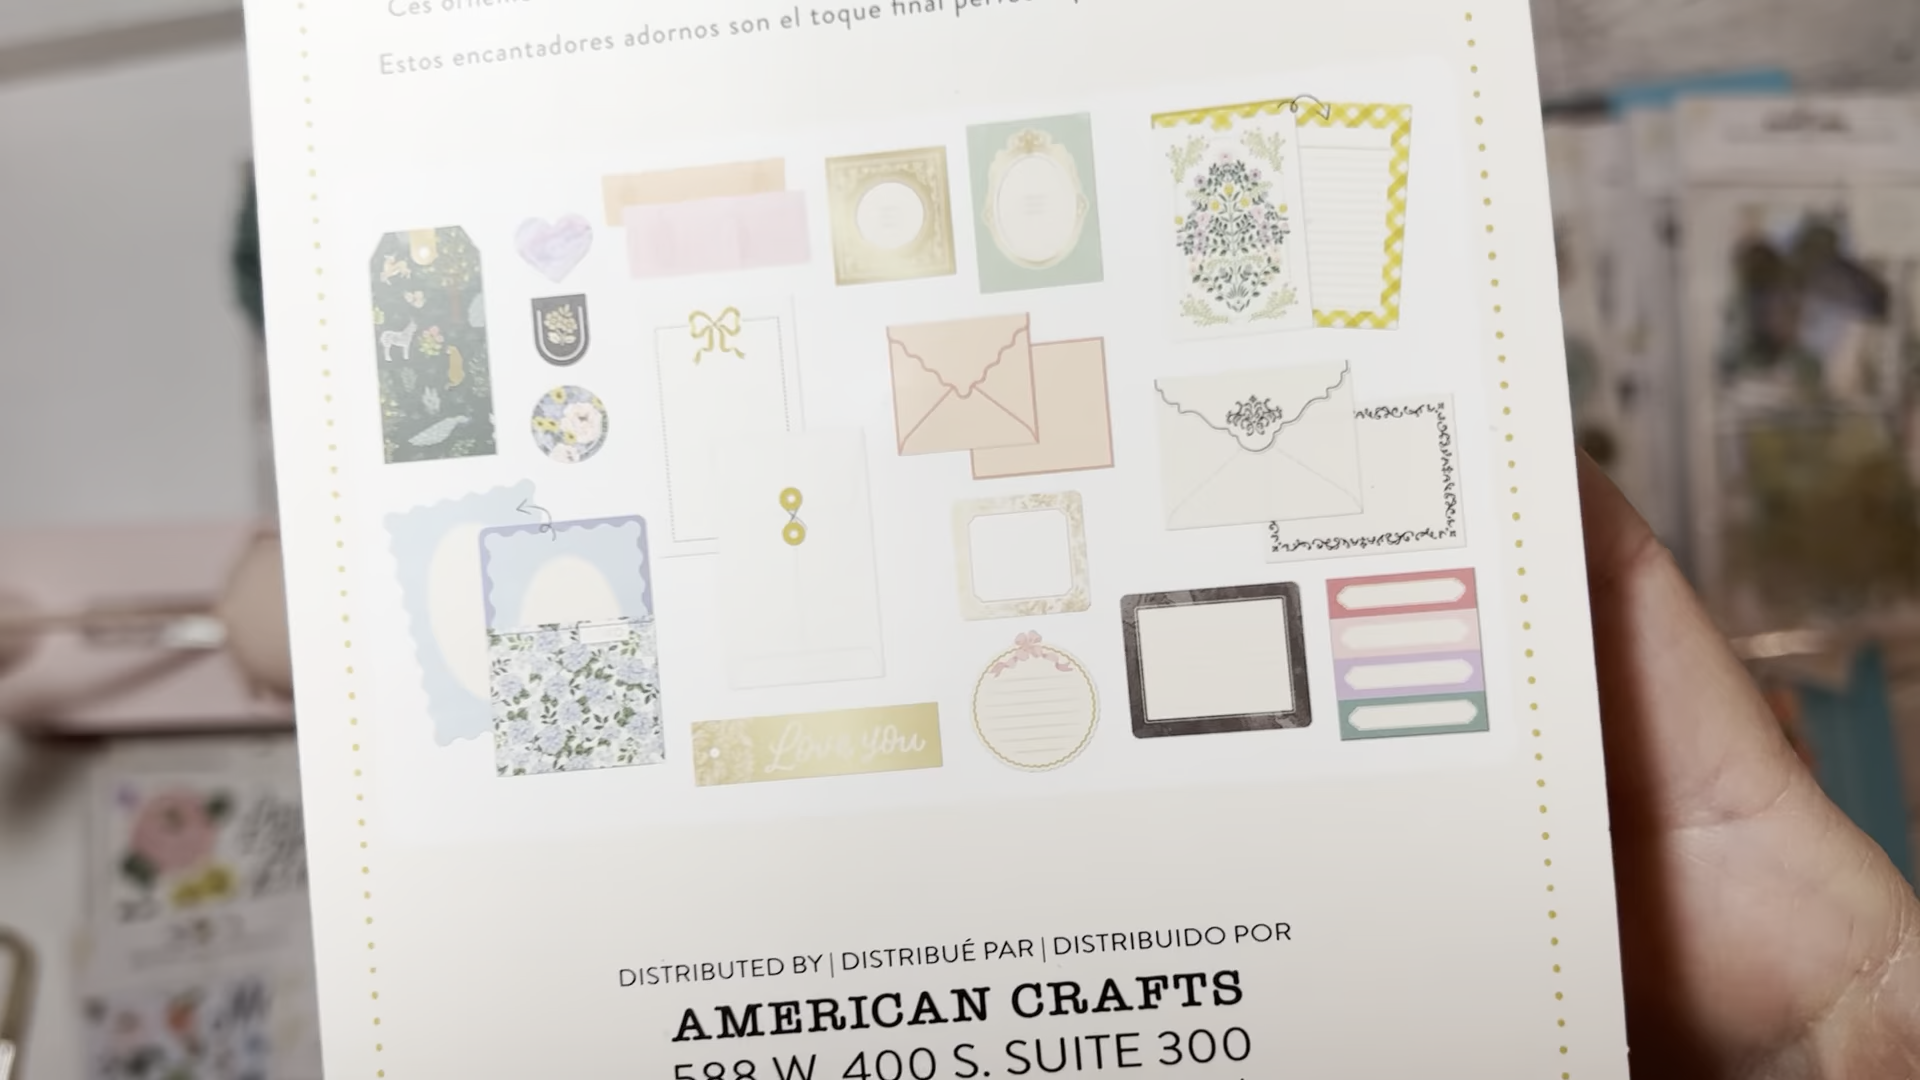 Ces
Estos encantadores adornos son el toque final
Love you
DISTRIBUTED BY | DISTRIBUÉ PAR | DISTRIBUIDO POR
AMERICAN CRAFTS
588 W. 400 S. SUITE 300